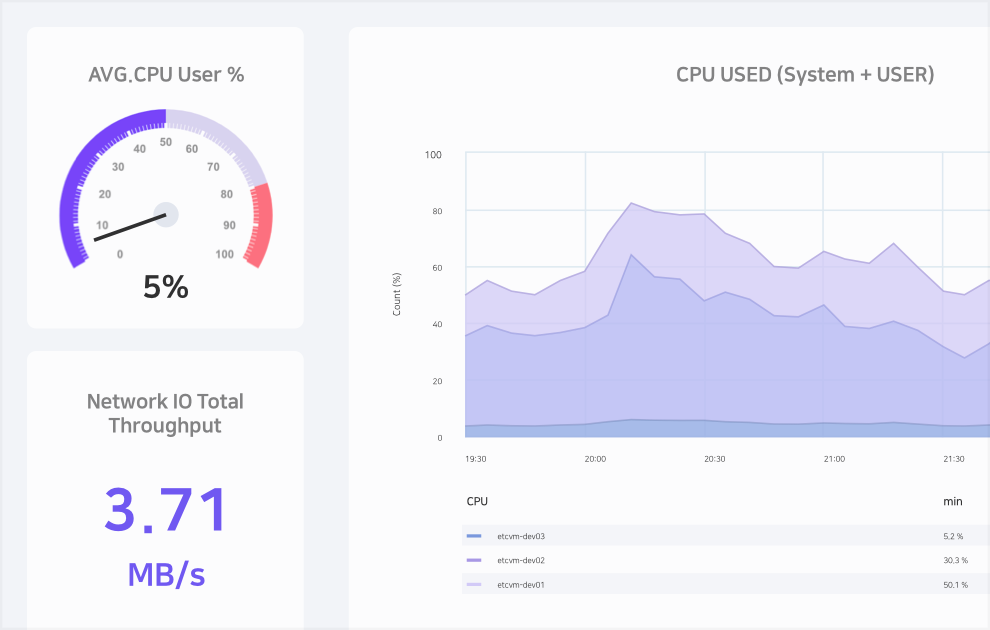 AVG.CPU User %
50
40
60
30
70
20
80
10
90
0
100
5%
Network IO Total
Throughput
3.71
MB/s
CPU USED (System + USER)
100
80
60
40
20
0
Count (%)
19:30 20:00 20:30 21:00 21:30
CPU min
etcvm-dev03 5.2 %
etcvm-dev02 30.3 %
etcvm-dev01 50.1 %